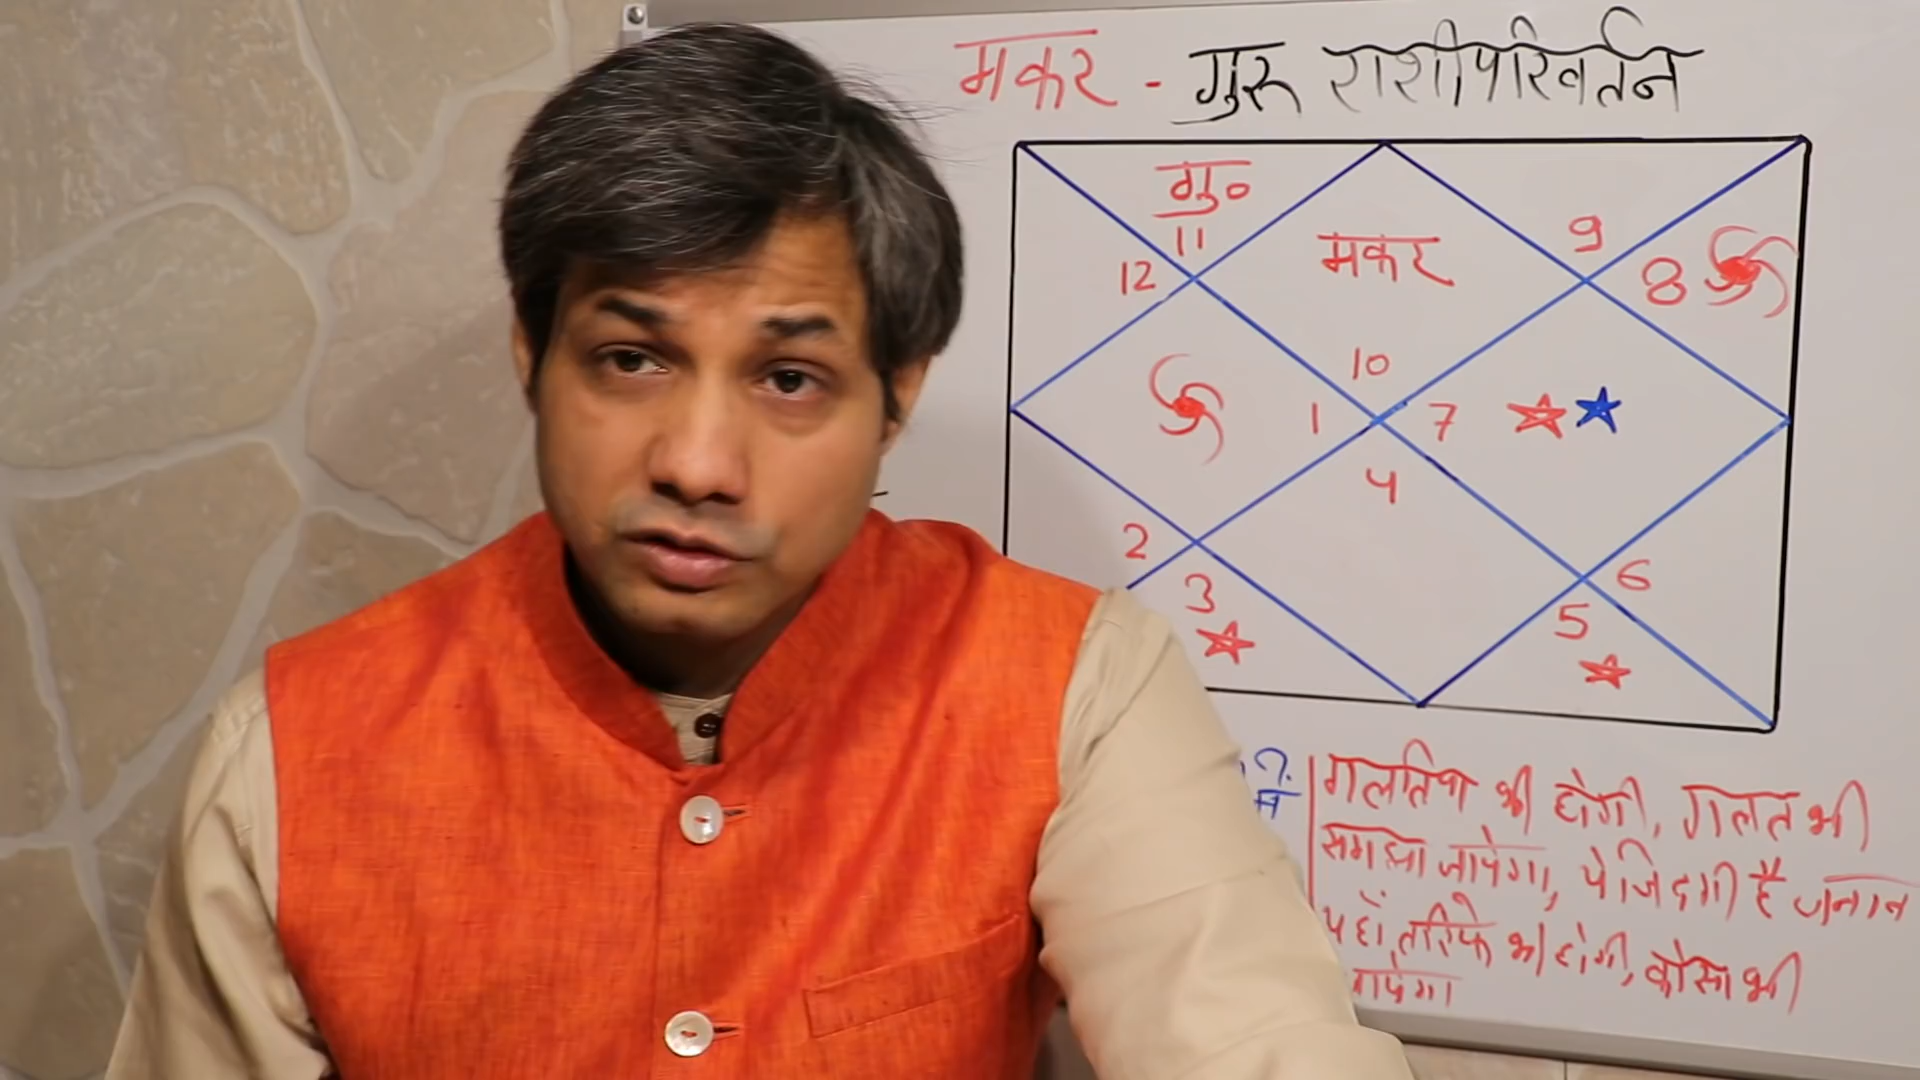 मकर - गुरू राशीपरिवर्तन
गु०
11
12
मकर
9
8
10
1
7
4
2
3
6
5
गलतिया भी होगी, गलत भी
समझा जायेगा, ये जिंदगी है जनाब
यहाँ तारिफे भी होगी, कोसा भी
जायेगा